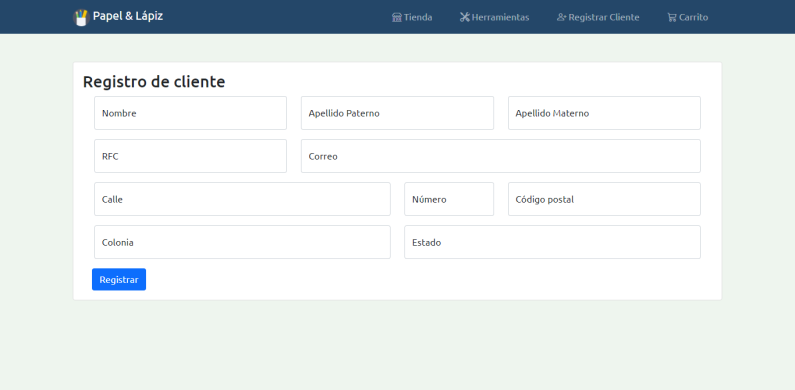 Papel & Lápiz Tienda Herramientas Registrar Cliente Carrito
Registro de cliente
Nombre Apellido Paterno Apellido Materno
RFC Correo
Calle Número Código postal
Colonia Estado
Registrar